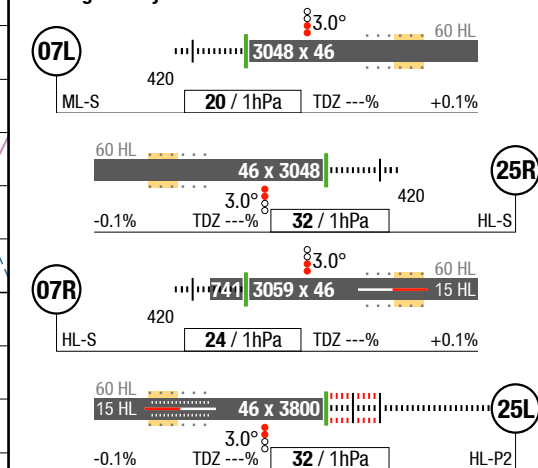 3.0° 60 HL
07L 3048 x 46
420
ML-S 20 / 1hPa TDZ ---% +0.1%
60 HL
46 x 3048 25R
3.0° 420
-0.1% TDZ ---% 32 / 1hPa HL-S
3.0° 60 HL
07R 741 3059 x 46 15 HL
420
HL-S 24 / 1hPa TDZ ---% +0.1%
60 HL
15 HL 46 x 3800 25L
3.0°
-0.1% TDZ ---% 32 / 1hPa HL-P2